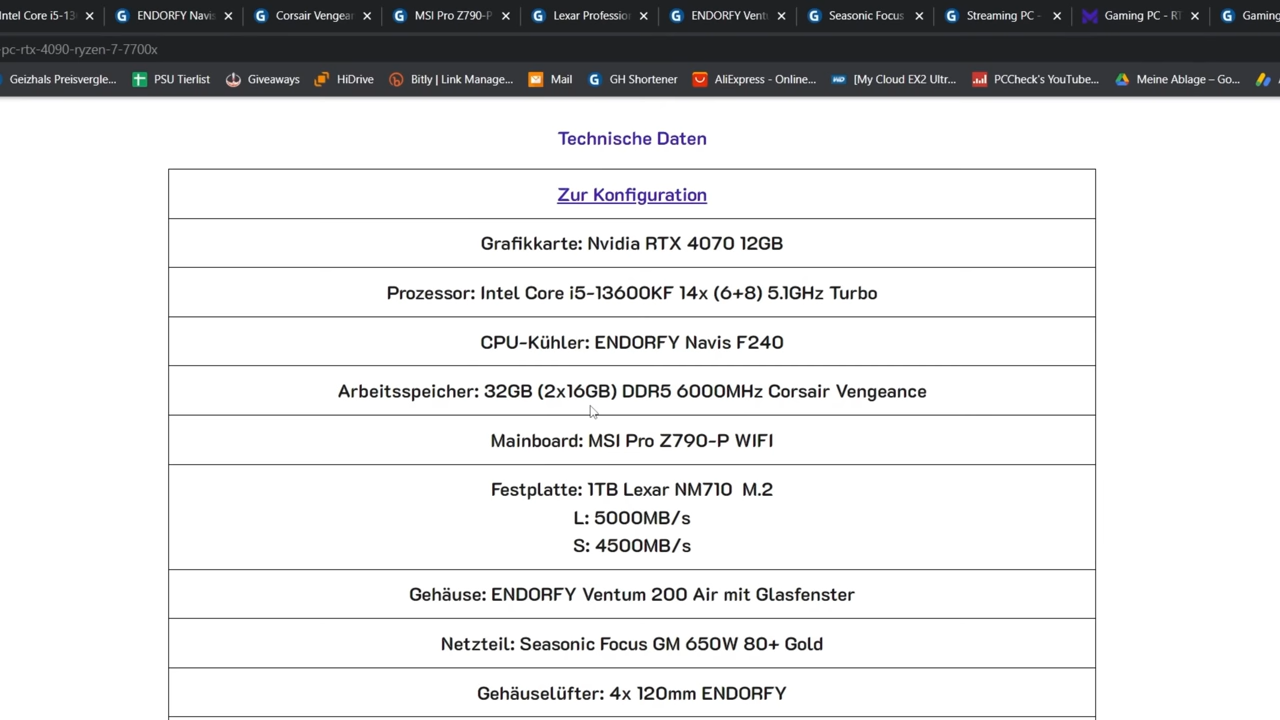 Intel Core i5-13
ENDORFY Navis
Corsair Vengean
MSI Pro Z790-P
Lexar Professio
ENDORFY Ventu
Seasonic Focus
Streaming PC -
Gaming PC - RT
Gaming
-pc-rtx-4090-ryzen-7-7700x
Geizhals Preisvergle...
PSU Tierlist
Giveaways
HiDrive
Bitly | Link Manage...
Mail
GH Shortener
AliExpress - Online...
[My Cloud EX2 Ultr...
PCCheck's YouTube...
Meine Ablage – Go...
Technische Daten
Zur Konfiguration
Grafikkarte: Nvidia RTX 4070 12GB
Prozessor: Intel Core i5-13600KF 14x (6+8) 5.1GHz Turbo
CPU-Kühler: ENDORFY Navis F240
Arbeitsspeicher: 32GB (2x16GB) DDR5 6000MHz Corsair Vengeance
Mainboard: MSI Pro Z790-P WIFI
Festplatte: 1TB Lexar NM710 M.2
L: 5000MB/s
S: 4500MB/s
Gehäuse: ENDORFY Ventum 200 Air mit Glasfenster
Netzteil: Seasonic Focus GM 650W 80+ Gold
Gehäuselüfter: 4x 120mm ENDORFY